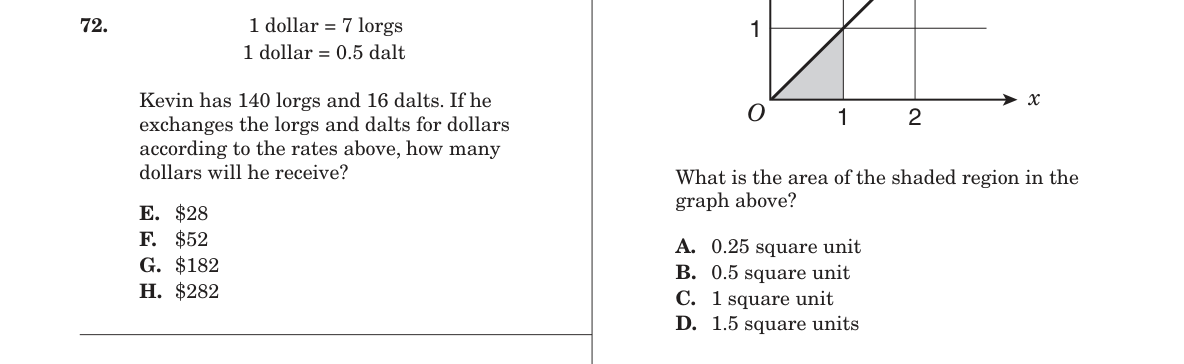 72.
1 dollar = 7 lorgs
1 dollar = 0.5 dalt
Kevin has 140 lorgs and 16 dalts. If he
exchanges the lorgs and dalts for dollars
according to the rates above, how many
dollars will he receive?
E. $28
F. $52
G. $182
H. $282
1
O
1
2
x
What is the area of the shaded region in the
graph above?
A. 0.25 square unit
B. 0.5 square unit
C. 1 square unit
D. 1.5 square units